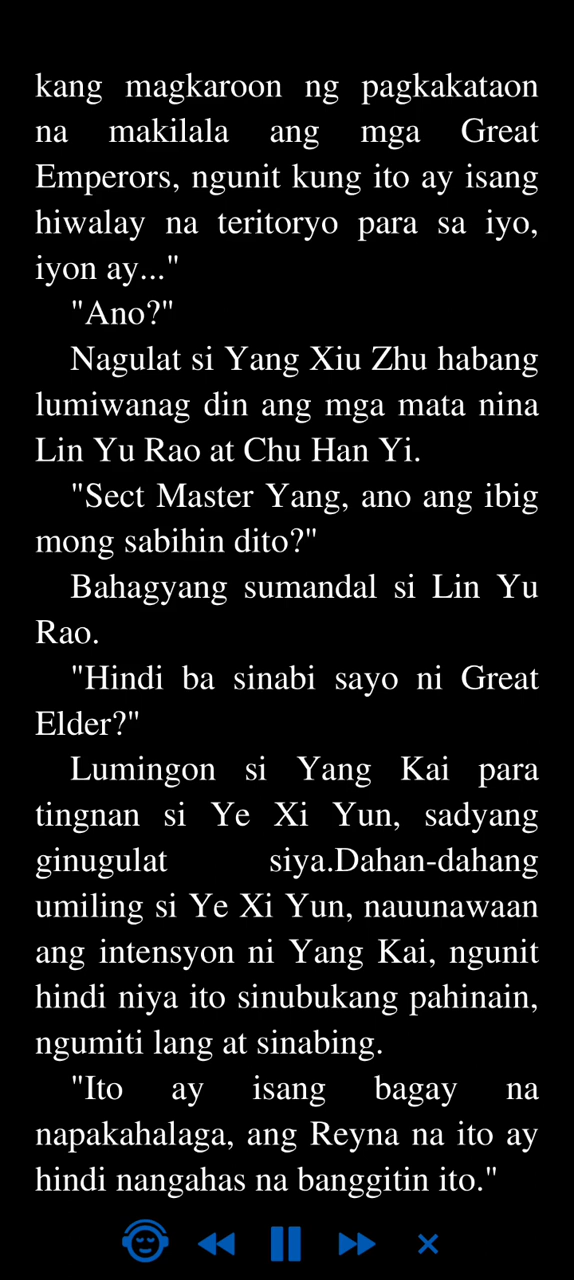 kang magkaroon ng pagkakataon
na makilala ang mga Great
Emperors, ngunit kung ito ay isang
hiwalay na teritoryo para sa iyo,
iyon ay..."
"Ano?"
Nagulat si Yang Xiu Zhu habang
lumiwanag din ang mga mata nina
Lin Yu Rao at Chu Han Yi.
"Sect Master Yang, ano ang ibig
mong sabihin dito?"
Bahagyang sumandal si Lin Yu
Rao.
"Hindi ba sinabi sayo ni Great
Elder?"
Lumingon si Yang Kai para
tingnan si Ye Xi Yun, sadyang
ginugulat siya.Dahan-dahang
umiling si Ye Xi Yun, nauunawaan
ang intensyon ni Yang Kai, ngunit
hindi niya ito sinubukang pahinain,
ngumiti lang at sinabing.
"Ito ay isang bagay na
napakahalaga, ang Reyna na ito ay
hindi nangahas na banggitin ito."